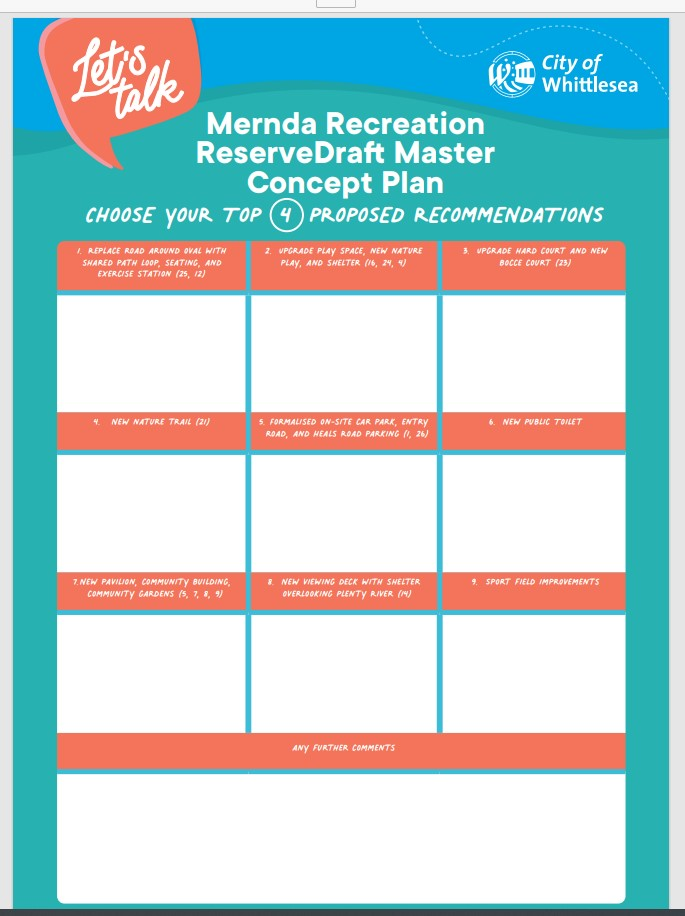 Let's
talk
City of
Whittlesea
Mernda Recreation
ReserveDraft Master
Concept Plan
CHOOSE YOUR TOP 4 PROPOSED RECOMMENDATIONS
1. REPLACE ROAD AROUND OVAL WITH
SHARED PATH LOOP, SEATING, AND
EXERCISE STATION (25, 12)
2. UPGRADE PLAY SPACE, NEW NATURE
PLAY, AND SHELTER (16, 24, 4)
3. UPGRADE HARD COURT AND NEW
BOCCE COURT (23)
4. NEW NATURE TRAIL (21)
5. FORMALISED ON-SITE CAR PARK, ENTRY
ROAD, AND HEALS ROAD PARKING (1, 26)
6. NEW PUBLIC TOILET
7. NEW PAVILION, COMMUNITY BUILDING,
COMMUNITY GARDENS (5, 7, 8, 9)
8. NEW VIEWING DECK WITH SHELTER
OVERLOOKING PLENTY RIVER (14)
9. SPORT FIELD IMPROVEMENTS
ANY FURTHER COMMENTS